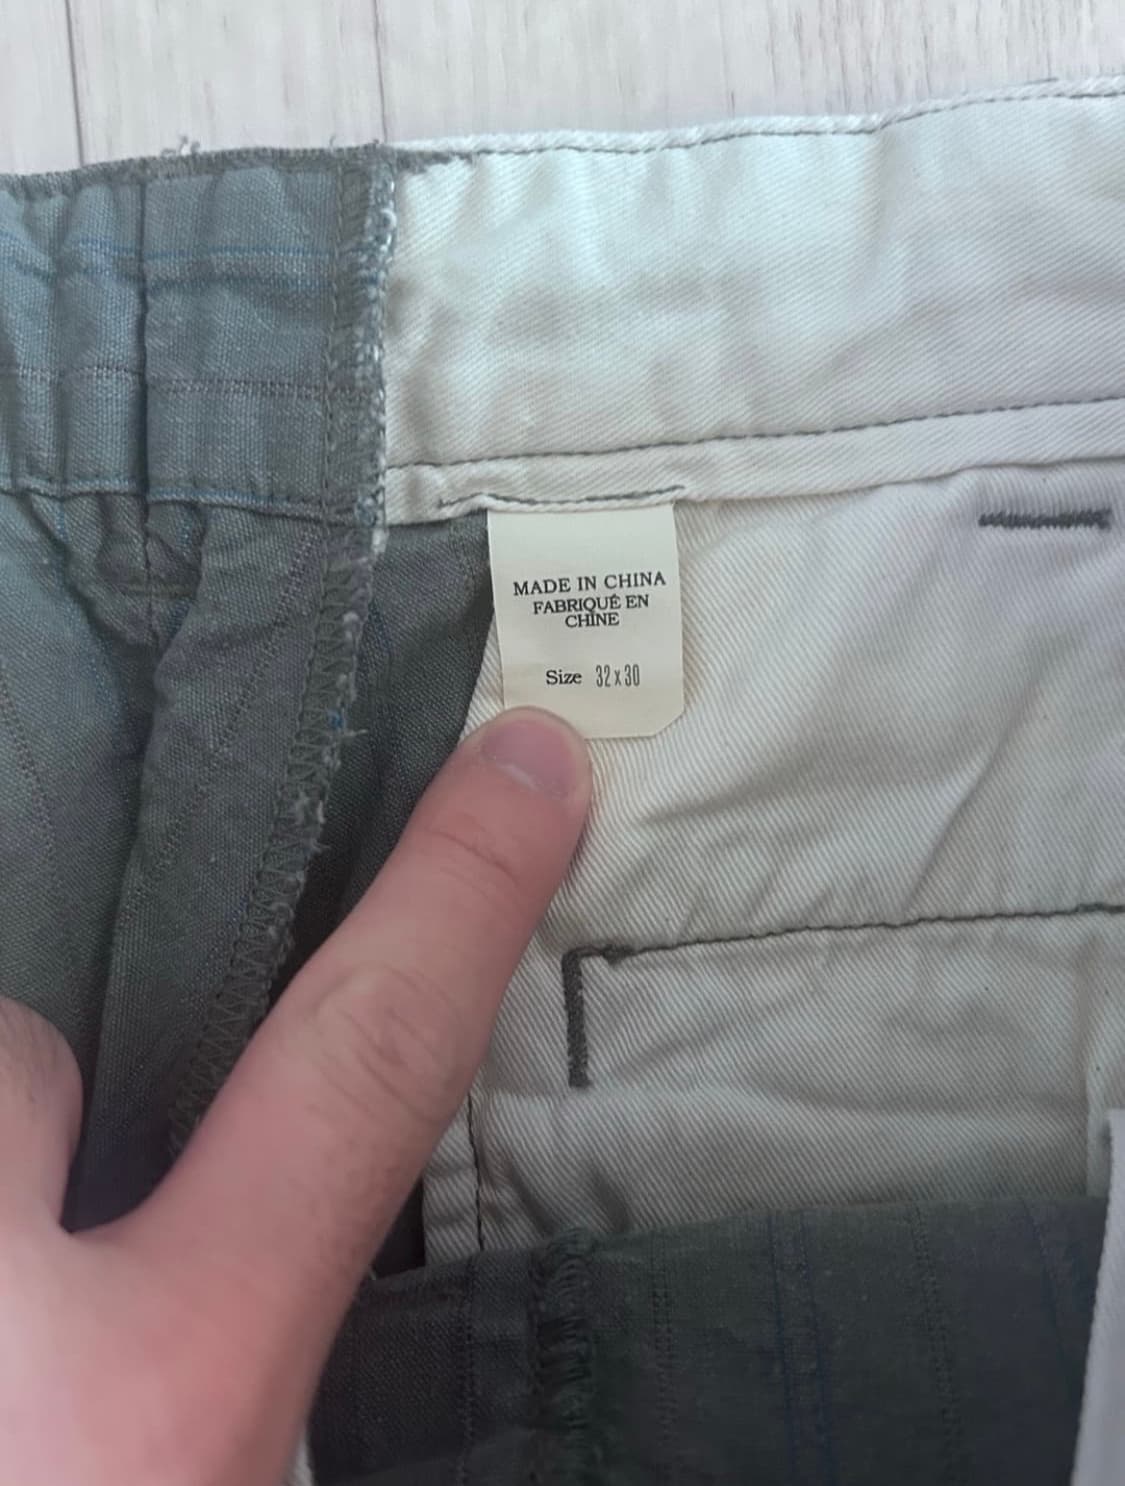 MADE IN CHINA
FABRIQUÉ EN
CHINE
Size 32 x 30